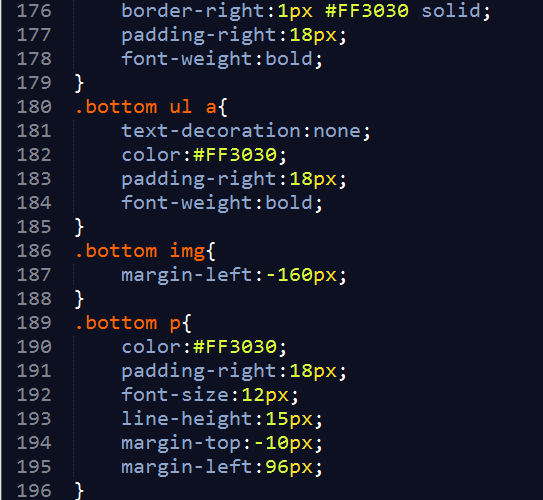 176 border-right:1px #FF3030 solid;
177 padding-right:18px;
178 font-weight:bold;
179 }
180 .bottom ul a{
181 text-decoration:none;
182 color:#FF3030;
183 padding-right:18px;
184 font-weight:bold;
185 }
186 .bottom img{
187 margin-left:-160px;
188 }
189 .bottom p{
190 color:#FF3030;
191 padding-right:18px;
192 font-size:12px;
193 line-height:15px;
194 margin-top:-10px;
195 margin-left:96px;
196 }